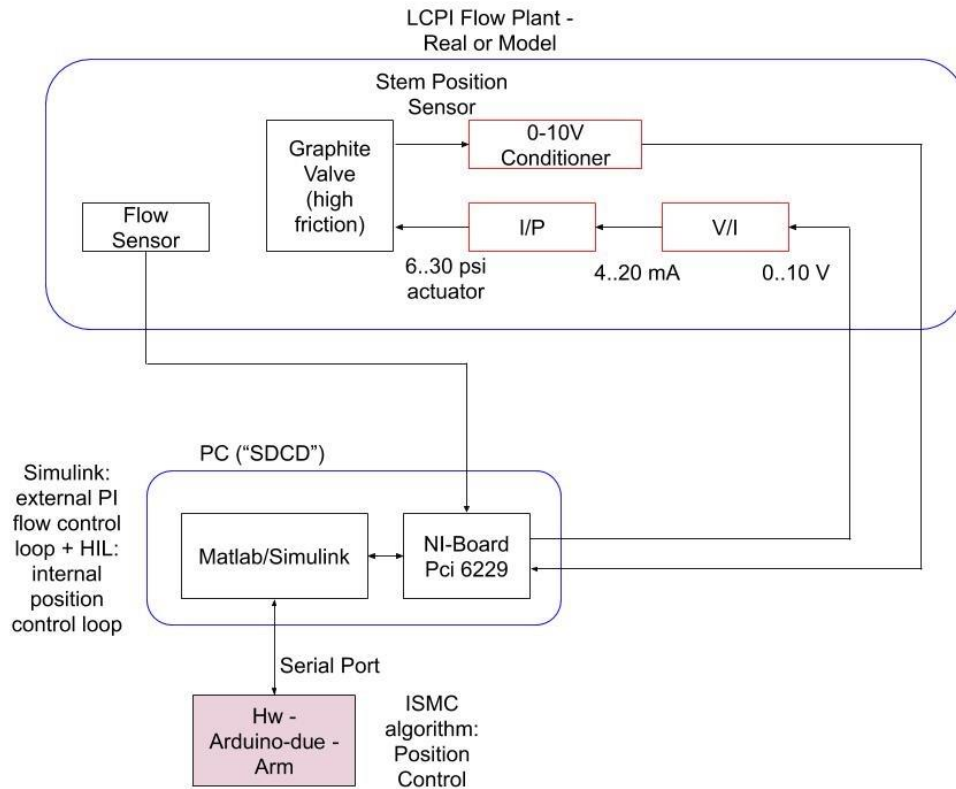 LCPI Flow Plant -
Real or Model
Stem Position
Sensor
0-10V
Conditioner
Graphite
Valve
(high
friction)
Flow
Sensor
I/P
V/I
6..30 psi
actuator
4..20 mA
0..10 V
PC (“SDCD”)
Simulink:
external PI
flow control
loop + HIL:
internal
position
control loop
Matlab/Simulink
NI-Board
Pci 6229
Serial Port
Hw -
Arduino-due -
Arm
ISMC
algorithm:
Position
Control